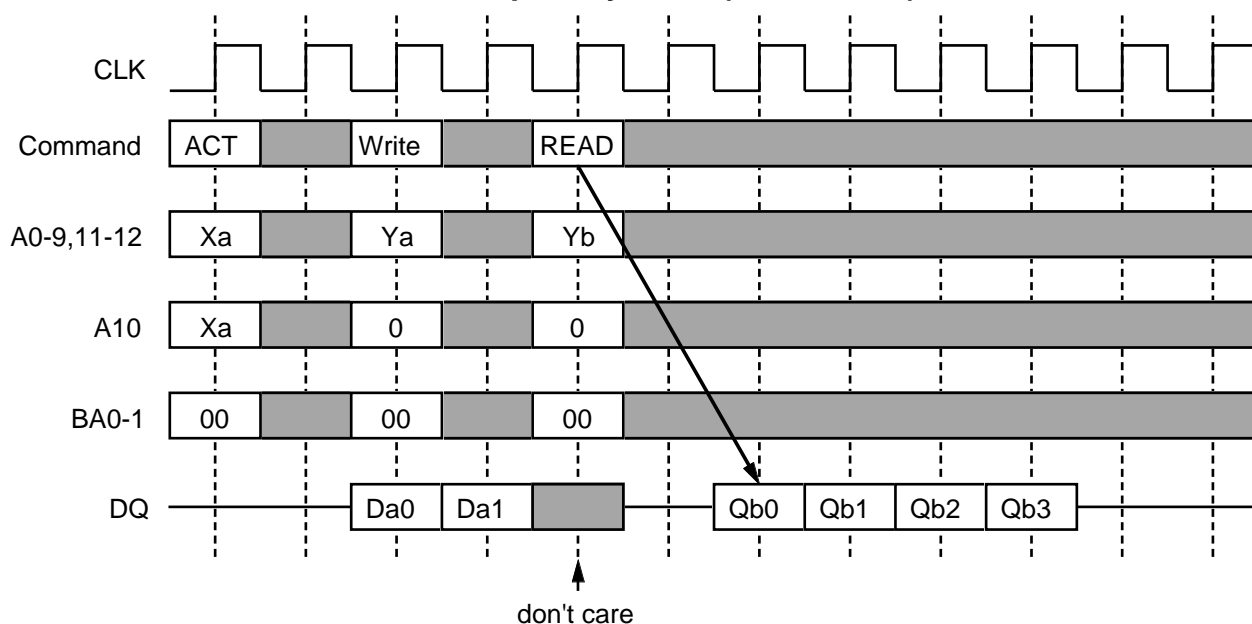 CLK
Command ACT Write READ
A0-9,11-12 Xa Ya Yb
A10 Xa 0 0
BA0-1 00 00 00
DQ Da0 Da1 Qb0 Qb1 Qb2 Qb3
don't care